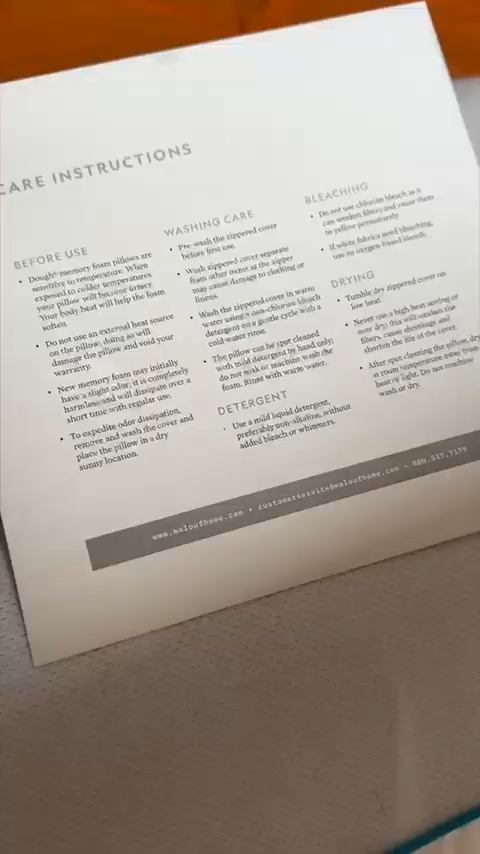 CARE INSTRUCTIONS
BEFORE USE
• Dough® memory foam pillows are
sensitive to temperature. When
exposed to colder temperatures
your pillow will become firmer.
Your body heat will help the foam
soften.
• Do not use an external heat source
on the pillow; doing so will
damage the pillow and void your
warranty.
• New memory foam may initially
have a slight odor; it is completely
harmless and will dissipate over a
short time with regular use.
• To expedite odor dissipation,
remove and wash the cover and
place the pillow in a dry
sunny location.
WASHING CARE
• Pre-wash the zippered cover
before first use.
• Wash zippered cover separate
from other items as the zipper
may cause damage to clothing or
linens.
• Wash the zippered cover in warm
water using a non-chlorine bleach
detergent on a gentle cycle with a
cold water rinse.
• The pillow can be spot cleaned
with mild detergent by hand only;
do not soak or machine wash the
foam. Rinse with warm water.
DETERGENT
• Use a mild liquid detergent,
preferably non-alkaline, without
added bleach or whiteners.
BLEACHING
• Do not use chlorine bleach as it
can weaken fibers and cause them
to yellow prematurely.
• If white fabrics need bleaching,
use an oxygen based bleach.
DRYING
• Tumble dry zippered cover on
low heat.
• Never use a high heat setting or
over dry; this will weaken the
fibers, cause shrinkage and
shorten the life of the cover.
• After spot cleaning the pillow, dry
at room temperature away from
heat or light. Do not machine
wash or dry.
www.maloufhome.com • customerservice@maloufhome.com • 800.517.7179